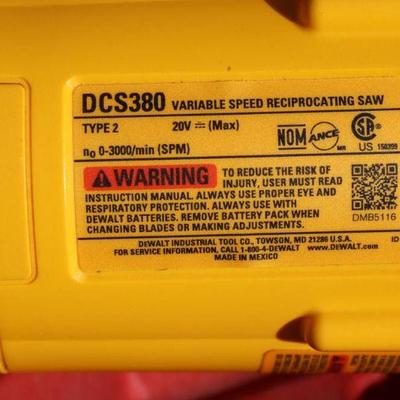 DCS380 VARIABLE SPEED RECIPROCATING SAW
TYPE 2 20V ⎓ (Max)
n₀ 0-3000/min (SPM)
NOM ANCE MR
US 150399
WARNING TO REDUCE THE RISK OF
INJURY, USER MUST READ
INSTRUCTION MANUAL. ALWAYS USE PROPER EYE AND
RESPIRATORY PROTECTION. ALWAYS USE
DEWALT BATTERIES. REMOVE BATTERY PACK WHEN
CHANGING BLADES OR MAKING ADJUSTMENTS.
DMB5116
DEWALT INDUSTRIAL TOOL CO., TOWSON, MD 21286 U.S.A.
FOR SERVICE INFORMATION, CALL 1-800-4-DEWALT www.DEWALT.com
MADE IN MEXICO
ID